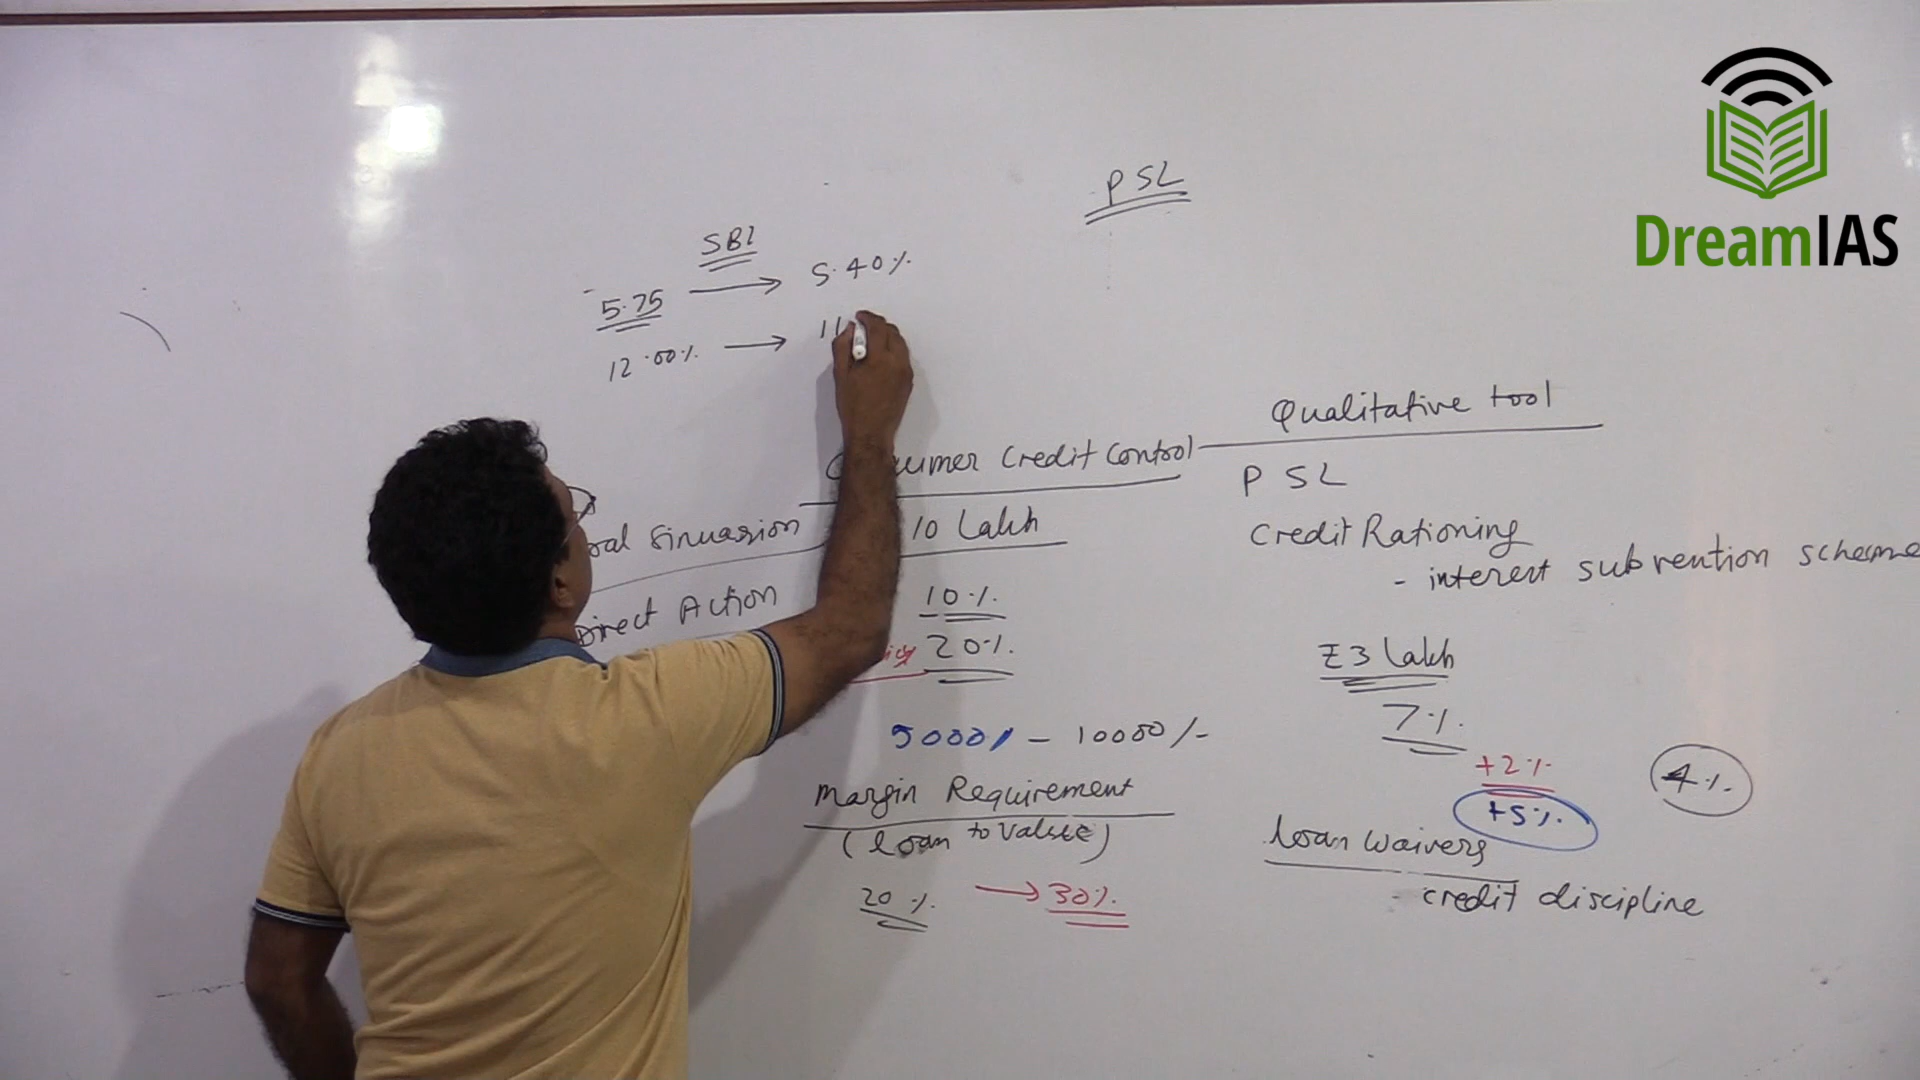 DreamIAS
PSL
SBI
5.75 → 5.40%
12.00% → 11
Qualitative tool
Credit Control
PSL
Sinuasion
10 Lakh
Credit Rationing
- interest subvention scheme
Direct Action
10%
20%
₹3 Lakh
7%
+2%
+5%
4%
5000/- 10000/-
Margin Requirement
(loan to Value)
20% → 30%
loan waivers
- credit discipline